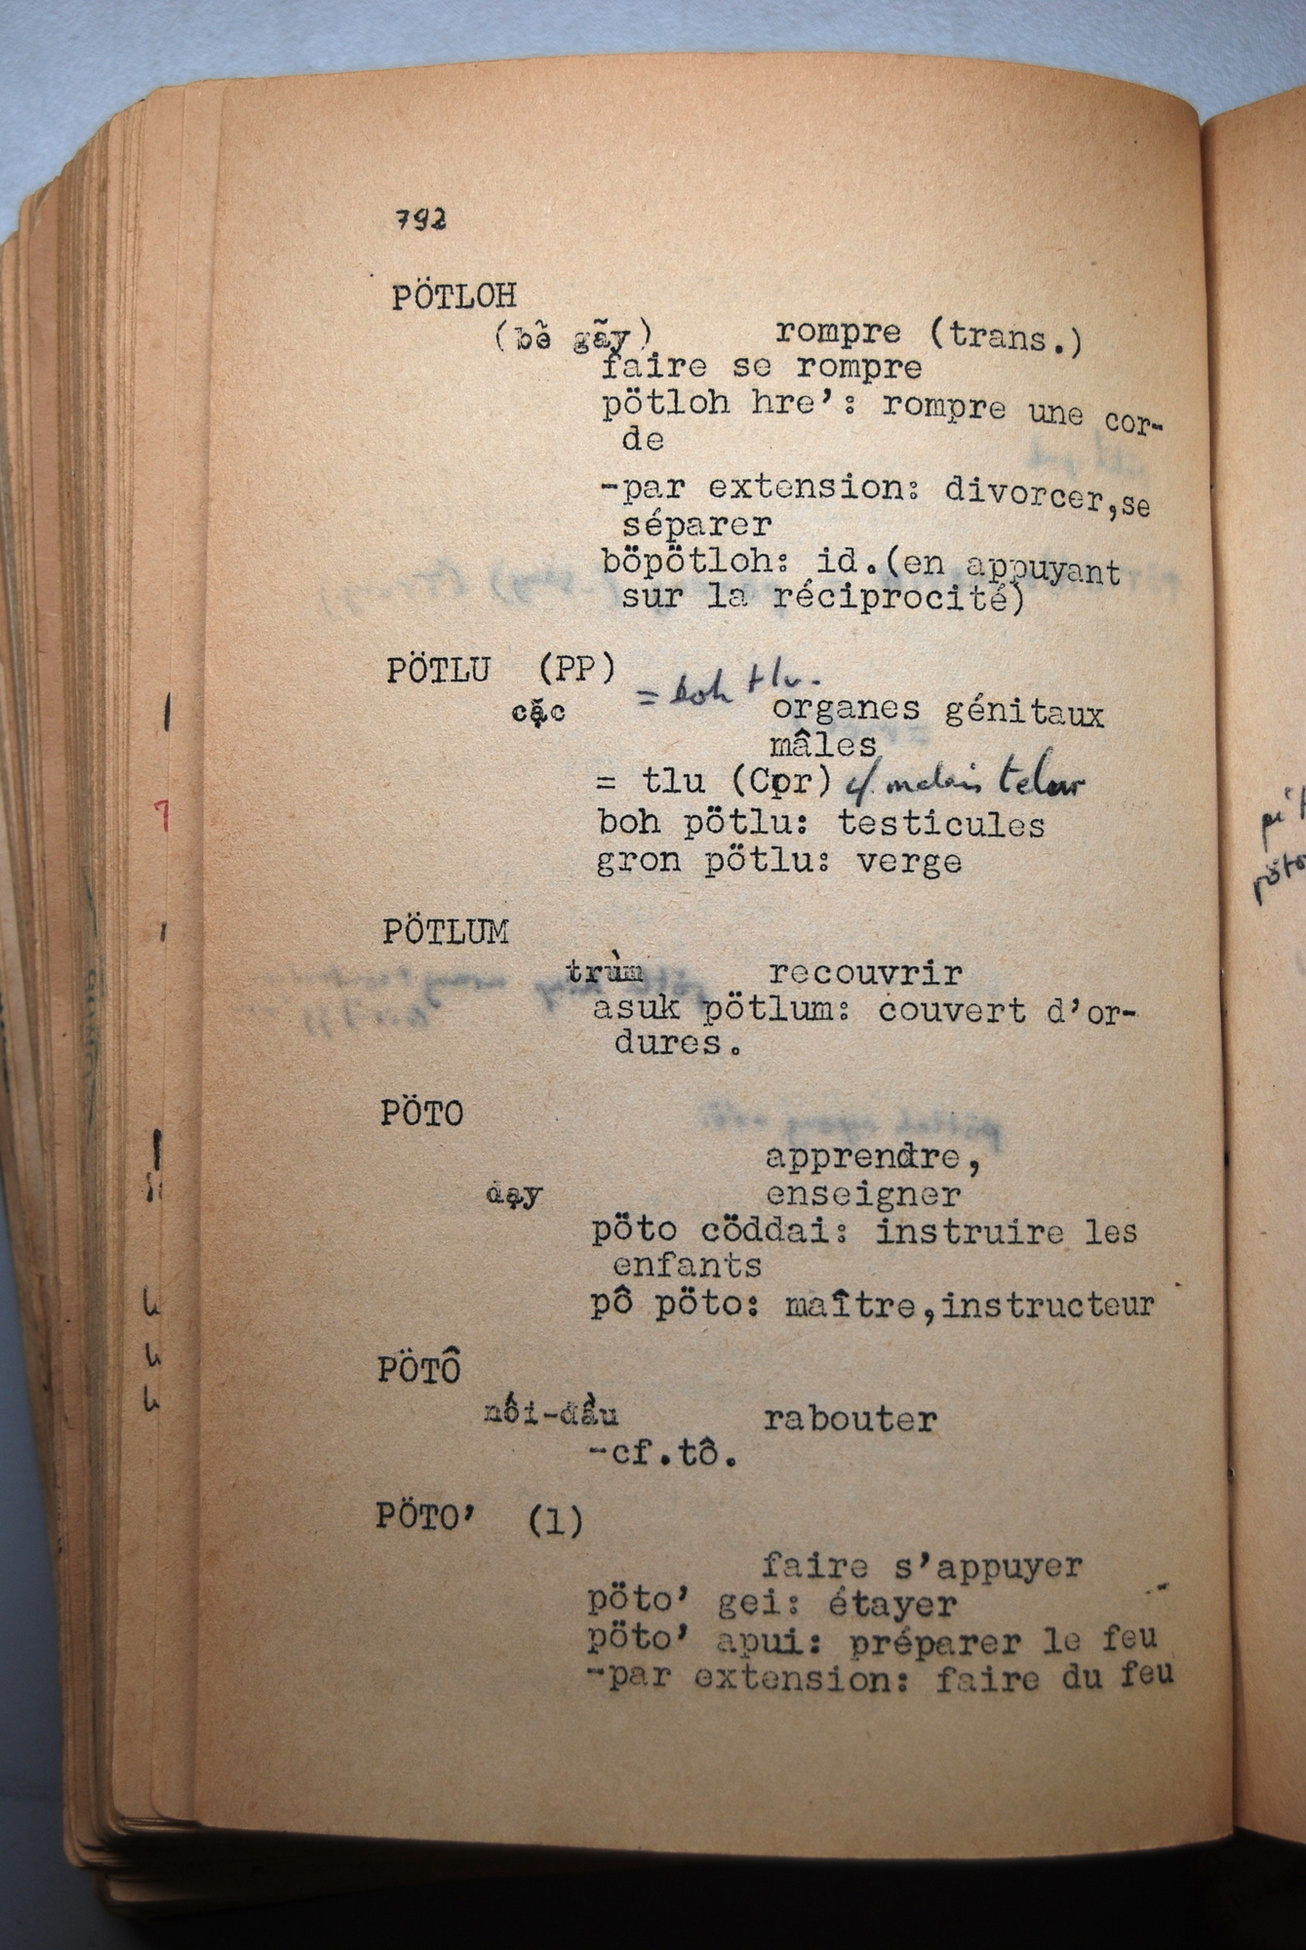 792
PÖTLOH
(bẻ gãy) rompre (trans.)
faire se rompre
pötloh hre’: rompre une cor-
de
-par extension: divorcer,se
séparer
böpötloh: id.(en appuyant
sur la réciprocité)
PÖTLU (PP) = boh tlu.
cặc organes génitaux
mâles
= tlu (Cpr) cf. malais telur
boh pötlu: testicules
gron pötlu: verge
PÖTLUM
trùm recouvrir
asuk pötlum: couvert d’or-
dures.
PÖTO
apprendre,
dạy enseigner
pöto cöddai: instruire les
enfants
pô pöto: maître,instructeur
PÖTÔ
nối-đầu rabouter
-cf.tô.
PÖTO’ (1)
faire s’appuyer
pöto’ gei: étayer
pöto’ apui: préparer le feu
-par extension: faire du feu